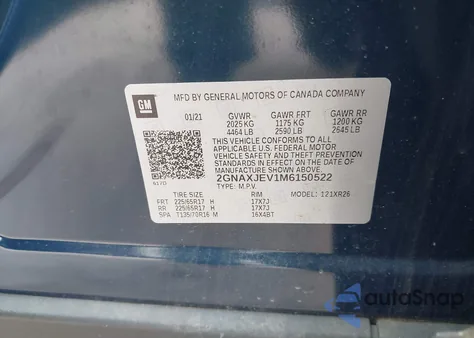 GM
MFD BY GENERAL MOTORS OF CANADA COMPANY
01/21 GVWR GAWR FRT GAWR RR
2025 KG 1175 KG 1200 KG
4464 LB 2590 LB 2645 LB
THIS VEHICLE CONFORMS TO ALL
APPLICABLE U.S. FEDERAL MOTOR
VEHICLE SAFETY AND THEFT
PREVENTION STANDARDS IN EFFECT
ON THE DATE OF MANUFACTURE
SHOWN ABOVE.
2GNAXJEV1M6150522
TYPE: M.P.V. MODEL: 121XR26
TIRE SIZE RIM
FRT 225/65R17 H 17X7J
RR 225/65R17 H 17X7J
SPA T135/70R16 M 16X4BT
autoSnap